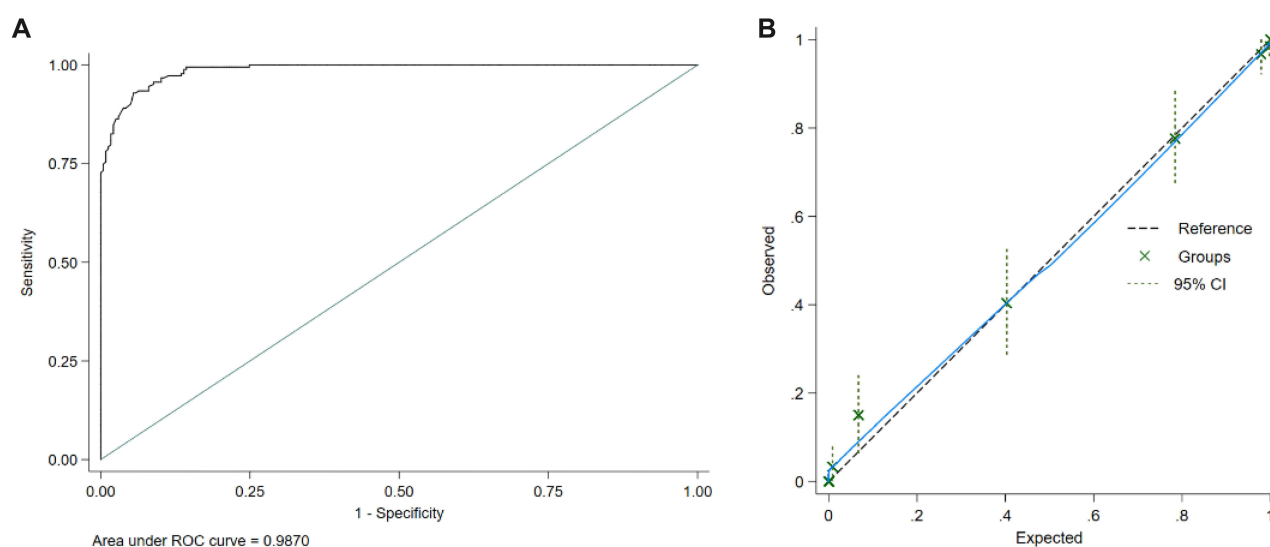 A
1.00
0.75
0.50
0.25
0.00
Sensitivity
0.00 0.25 0.50 0.75 1.00
1 - Specificity
Area under ROC curve = 0.9870
B
1
.8
.6
.4
.2
0
Observed
Reference
Groups
95% CI
0 .2 .4 .6 .8 1
Expected